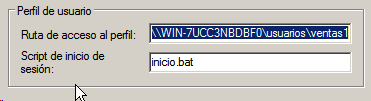 Perfil de usuario
Ruta de acceso al perfil: \\WIN-7UCC3NBDBF0\usuarios\ventas1
Script de inicio de
sesión: inicio.bat